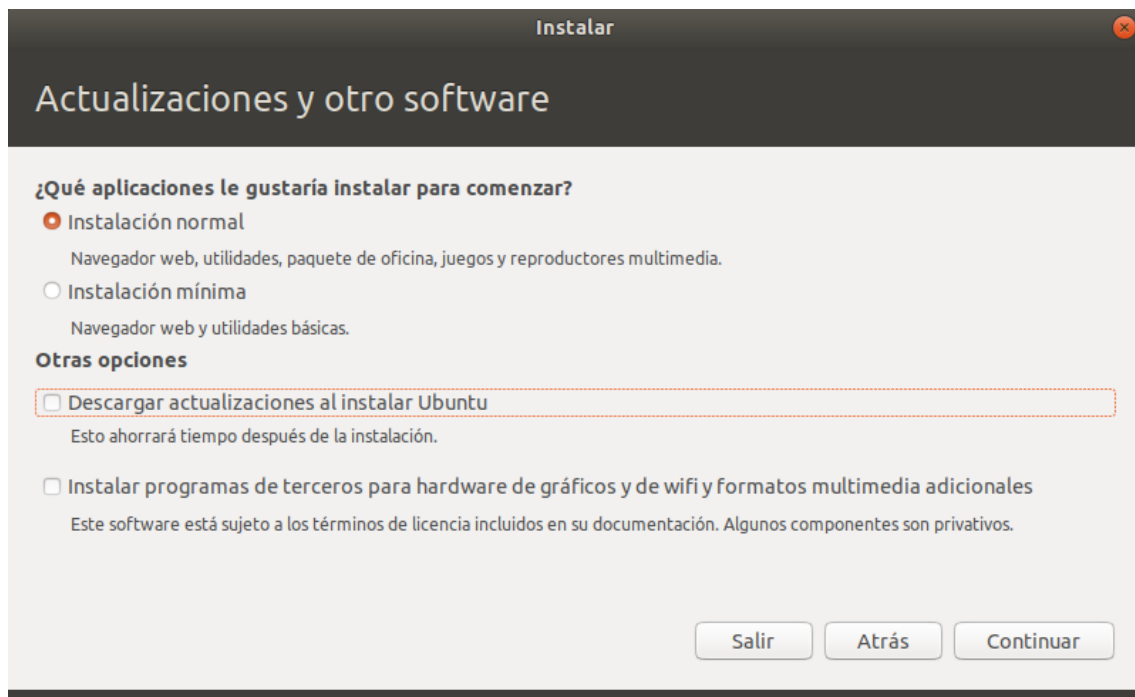 Instalar
Actualizaciones y otro software
¿Qué aplicaciones le gustaría instalar para comenzar?
Instalación normal
Navegador web, utilidades, paquete de oficina, juegos y reproductores multimedia.
Instalación mínima
Navegador web y utilidades básicas.
Otras opciones
Descargar actualizaciones al instalar Ubuntu
Esto ahorrará tiempo después de la instalación.
Instalar programas de terceros para hardware de gráficos y de wifi y formatos multimedia adicionales
Este software está sujeto a los términos de licencia incluidos en su documentación. Algunos componentes son privativos.
Salir Atrás Continuar